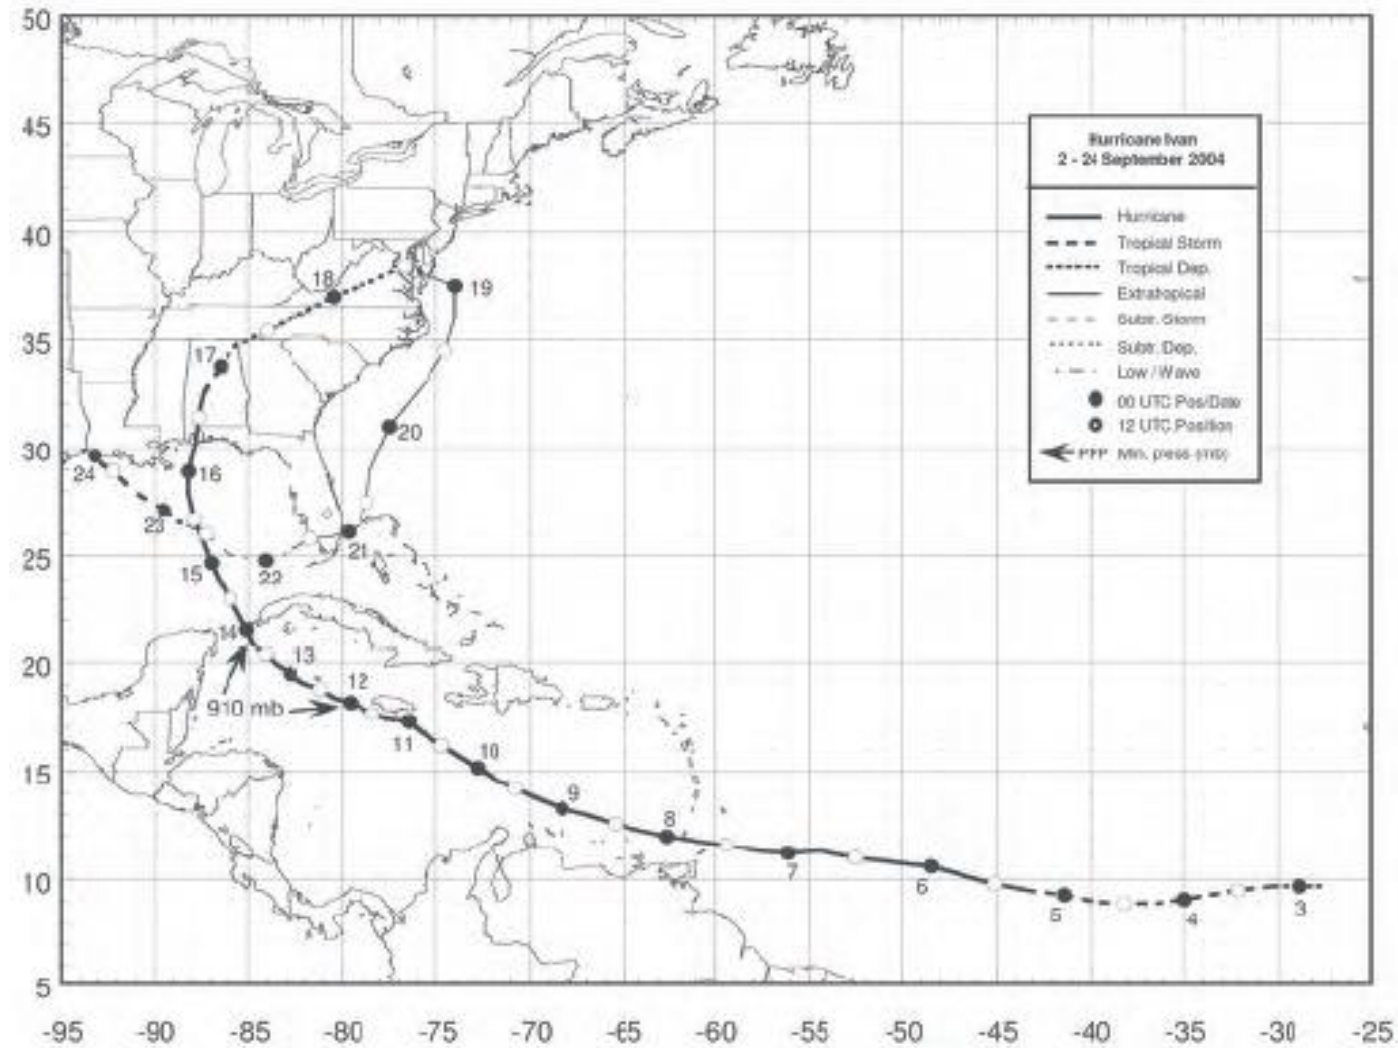 50
45
40
35
30
25
20
15
10
5
-95 -90 -85 -80 -75 -70 -65 -60 -55 -50 -45 -40 -35 -30 -25
Hurricane Ivan
2 - 24 September 2004
Hurricane
Tropical Storm
Tropical Dep.
Extratropical
Subtr. Storm
Subtr. Dep.
Low / Wave
00 UTC Pos/Date
12 UTC Position
PPP Min. press (mb)
18
19
17
20
24
16
23
21
15
22
14
13
12
910 mb
11
10
9
8
7
6
5
4
3